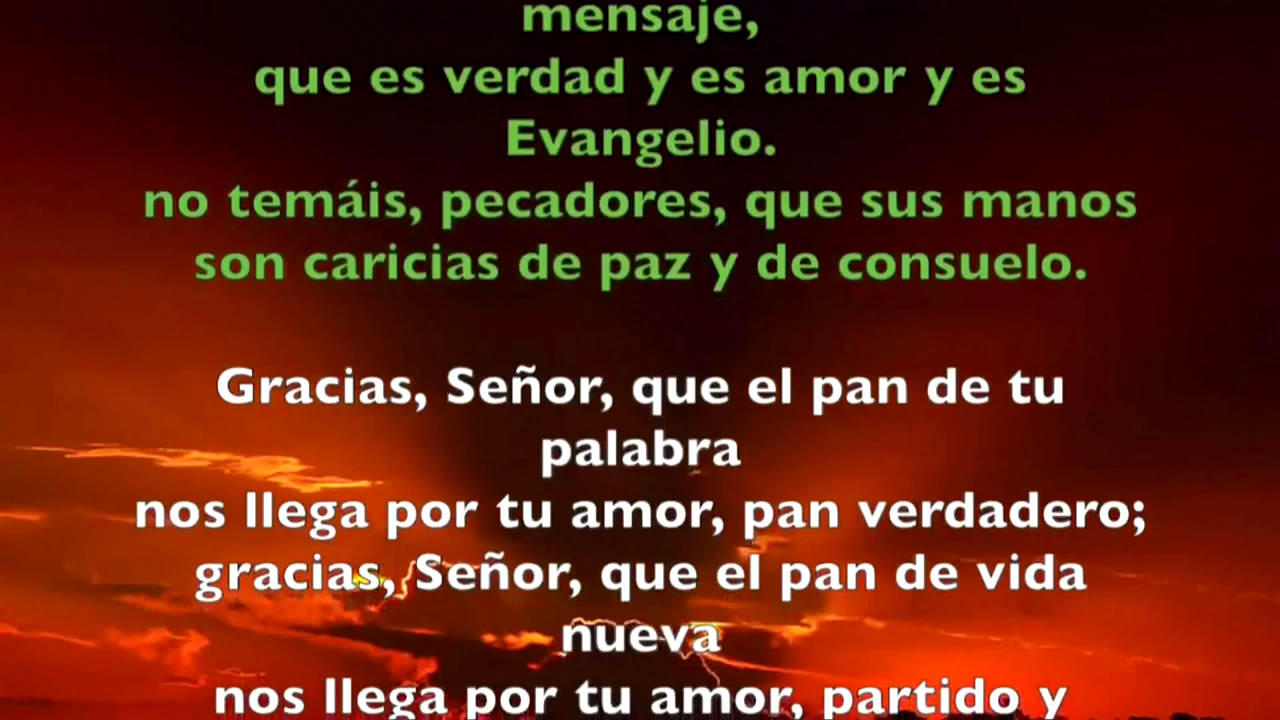 mensaje,
que es verdad y es amor y es
Evangelio.
no temáis, pecadores, que sus manos
son caricias de paz y de consuelo.
Gracias, Señor, que el pan de tu
palabra
nos llega por tu amor, pan verdadero;
gracias, Señor, que el pan de vida
nueva
nos llega por tu amor, partido y